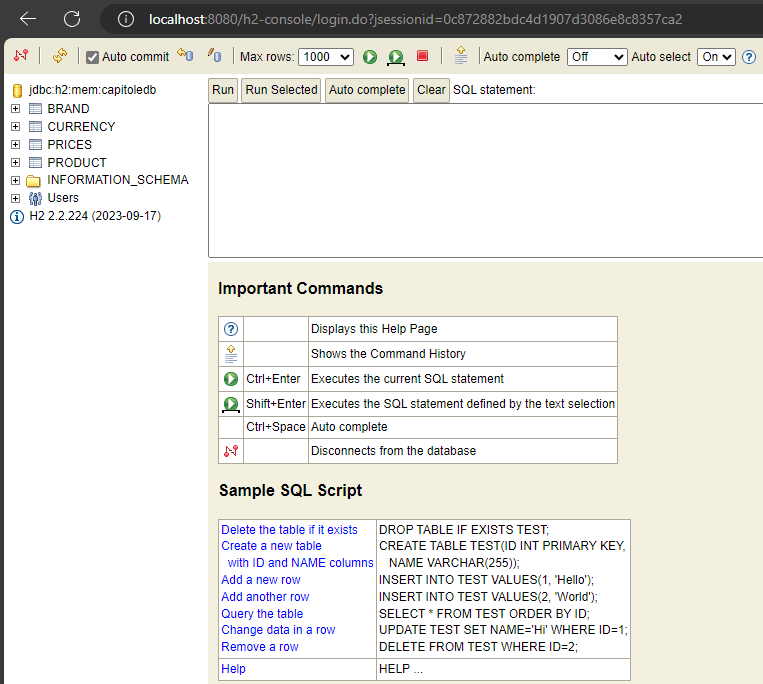 localhost:8080/h2-console/login.do?jsessionid=0c872882bdc4d1907d3086e8c8357ca2
Auto commit Max rows: 1000 Auto complete Off Auto select On ?
jdbc:h2:mem:capitoledb
BRAND
CURRENCY
PRICES
PRODUCT
INFORMATION_SCHEMA
Users
H2 2.2.224 (2023-09-17)
Run Run Selected Auto complete Clear SQL statement:
Important Commands
? Displays this Help Page
Shows the Command History
Ctrl+Enter Executes the current SQL statement
Shift+Enter Executes the SQL statement defined by the text selection
Ctrl+Space Auto complete
Disconnects from the database
Sample SQL Script
Delete the table if it exists DROP TABLE IF EXISTS TEST;
Create a new table CREATE TABLE TEST(ID INT PRIMARY KEY,
with ID and NAME columns NAME VARCHAR(255));
Add a new row INSERT INTO TEST VALUES(1, 'Hello');
Add another row INSERT INTO TEST VALUES(2, 'World');
Query the table SELECT * FROM TEST ORDER BY ID;
Change data in a row UPDATE TEST SET NAME='Hi' WHERE ID=1;
Remove a row DELETE FROM TEST WHERE ID=2;
Help HELP ...